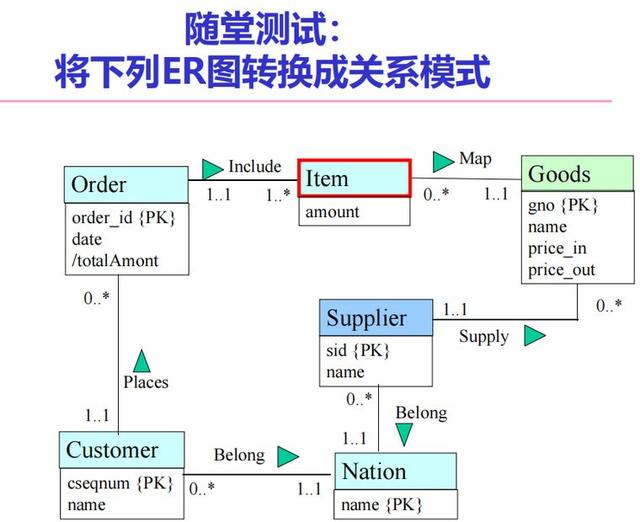 随堂测试：
将下列ER图转换成关系模式
Order
order_id {PK}
date
/totalAmont
Include
1..1
1..*
Item
amount
Map
0..*
1..1
Goods
gno {PK}
name
price_in
price_out
0..*
Places
1..1
Supplier
sid {PK}
name
1..1
0..*
Supply
0..*
Belong
1..1
Customer
cseqnum {PK}
name
Belong
0..*
1..1
Nation
name {PK}